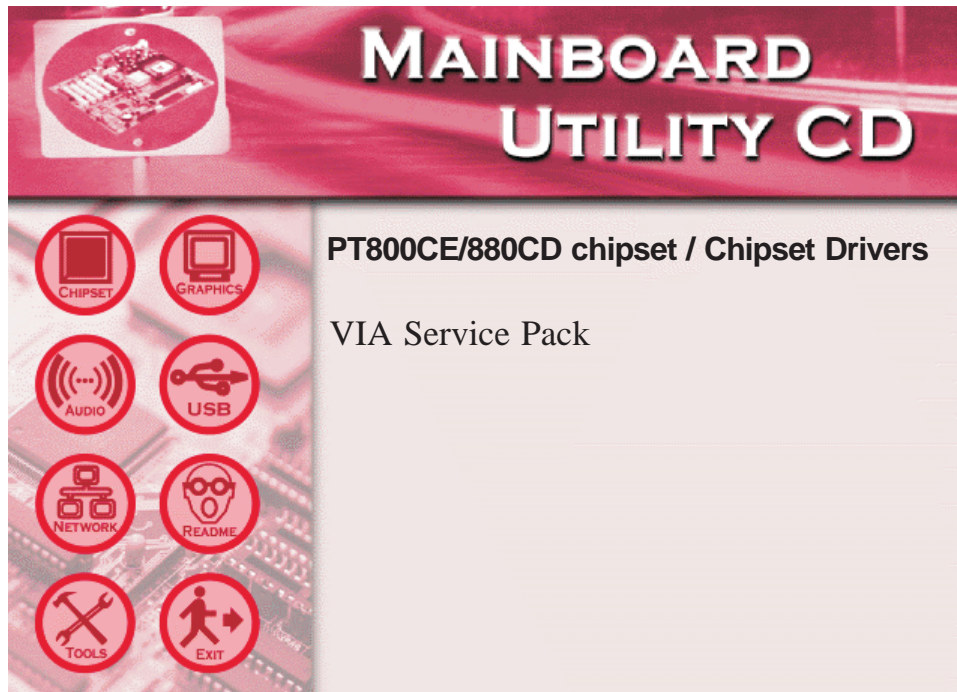 MAINBOARD
UTILITY CD
PT800CE/880CD chipset / Chipset Drivers
VIA Service Pack
CHIPSET
GRAPHICS
AUDIO
USB
NETWORK
README
TOOLS
EXIT